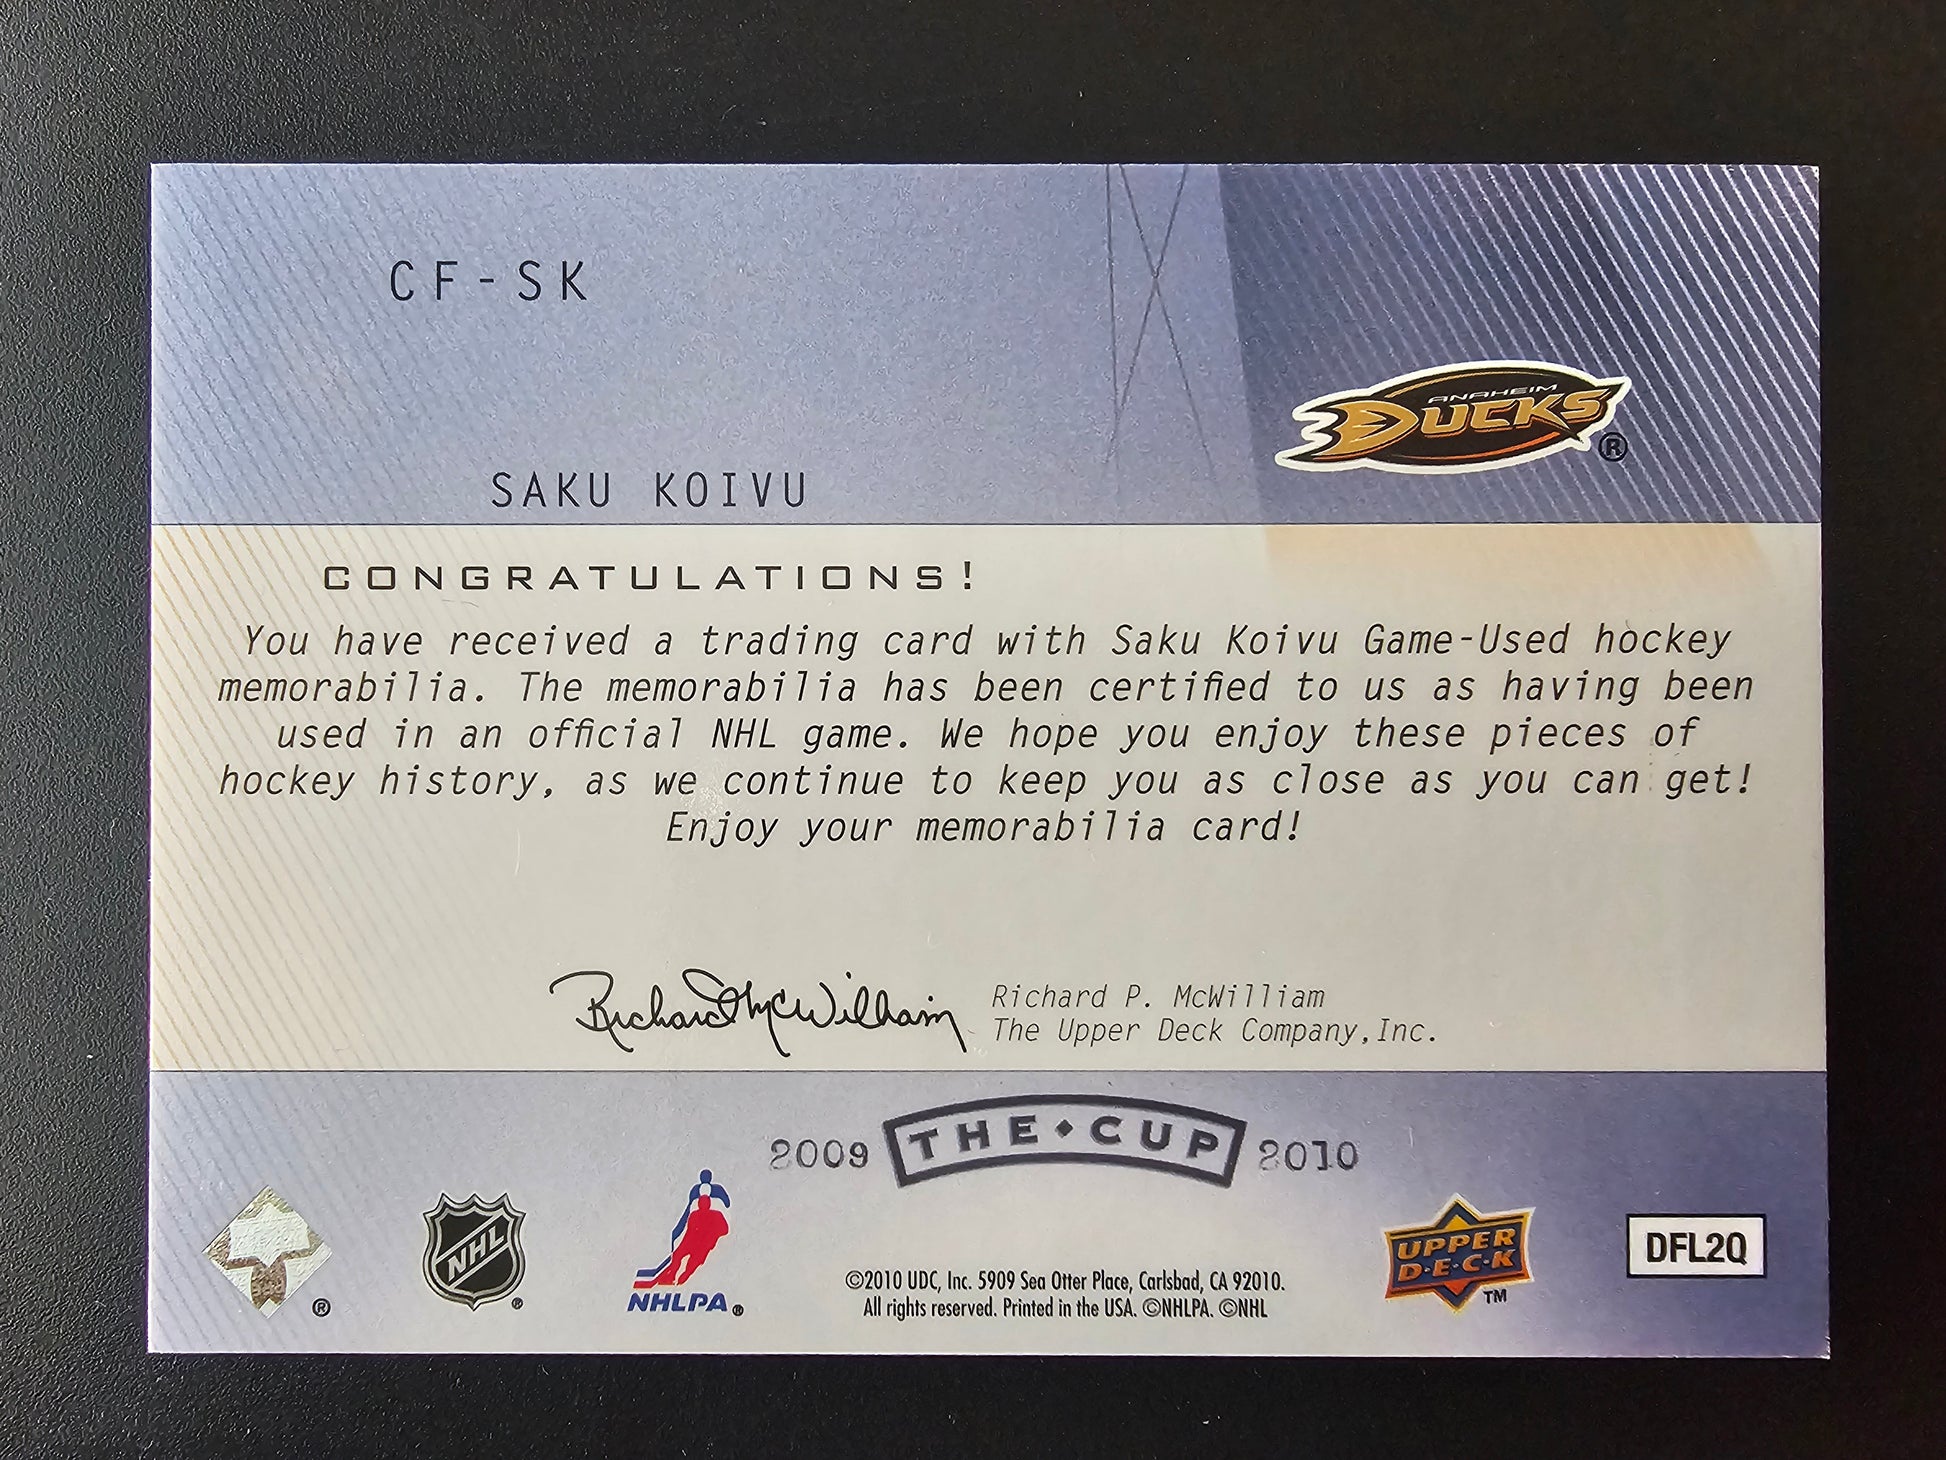 CF-SK
ANAHEIM
DUCKS
®
SAKU KOIVU
CONGRATULATIONS!
You have received a trading card with Saku Koivu Game-Used hockey
memorabilia. The memorabilia has been certified to us as having been
used in an official NHL game. We hope you enjoy these pieces of
hockey history, as we continue to keep you as close as you can get!
Enjoy your memorabilia card!
Richard McWilliam
Richard P. McWilliam
The Upper Deck Company,Inc.
2009 THE•CUP 2010
®
NHL
®
NHLPA®
©2010 UDC, Inc. 5909 Sea Otter Place, Carlsbad, CA 92010.
All rights reserved. Printed in the USA. ©NHLPA. ©NHL
UPPER
D•E•C•K
TM
DFL2Q